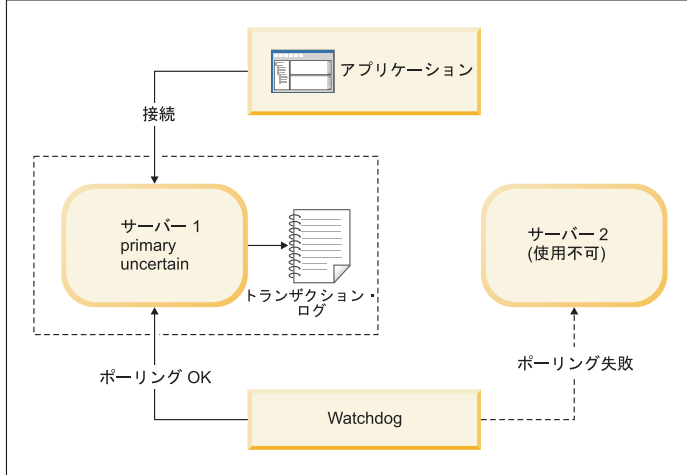 アプリケーション
接続
サーバー 1
primary
uncertain
トランザクション・
ログ
サーバー 2
(使用不可)
ポーリング OK
ポーリング失敗
Watchdog